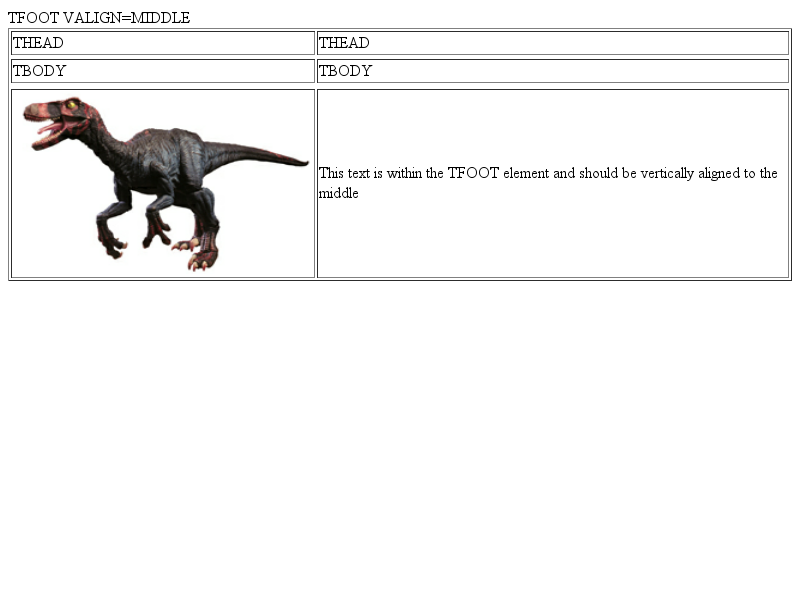 TFOOT VALIGN=MIDDLE
THEAD THEAD
TBODY TBODY
This text is within the TFOOT element and should be vertically aligned to the
middle